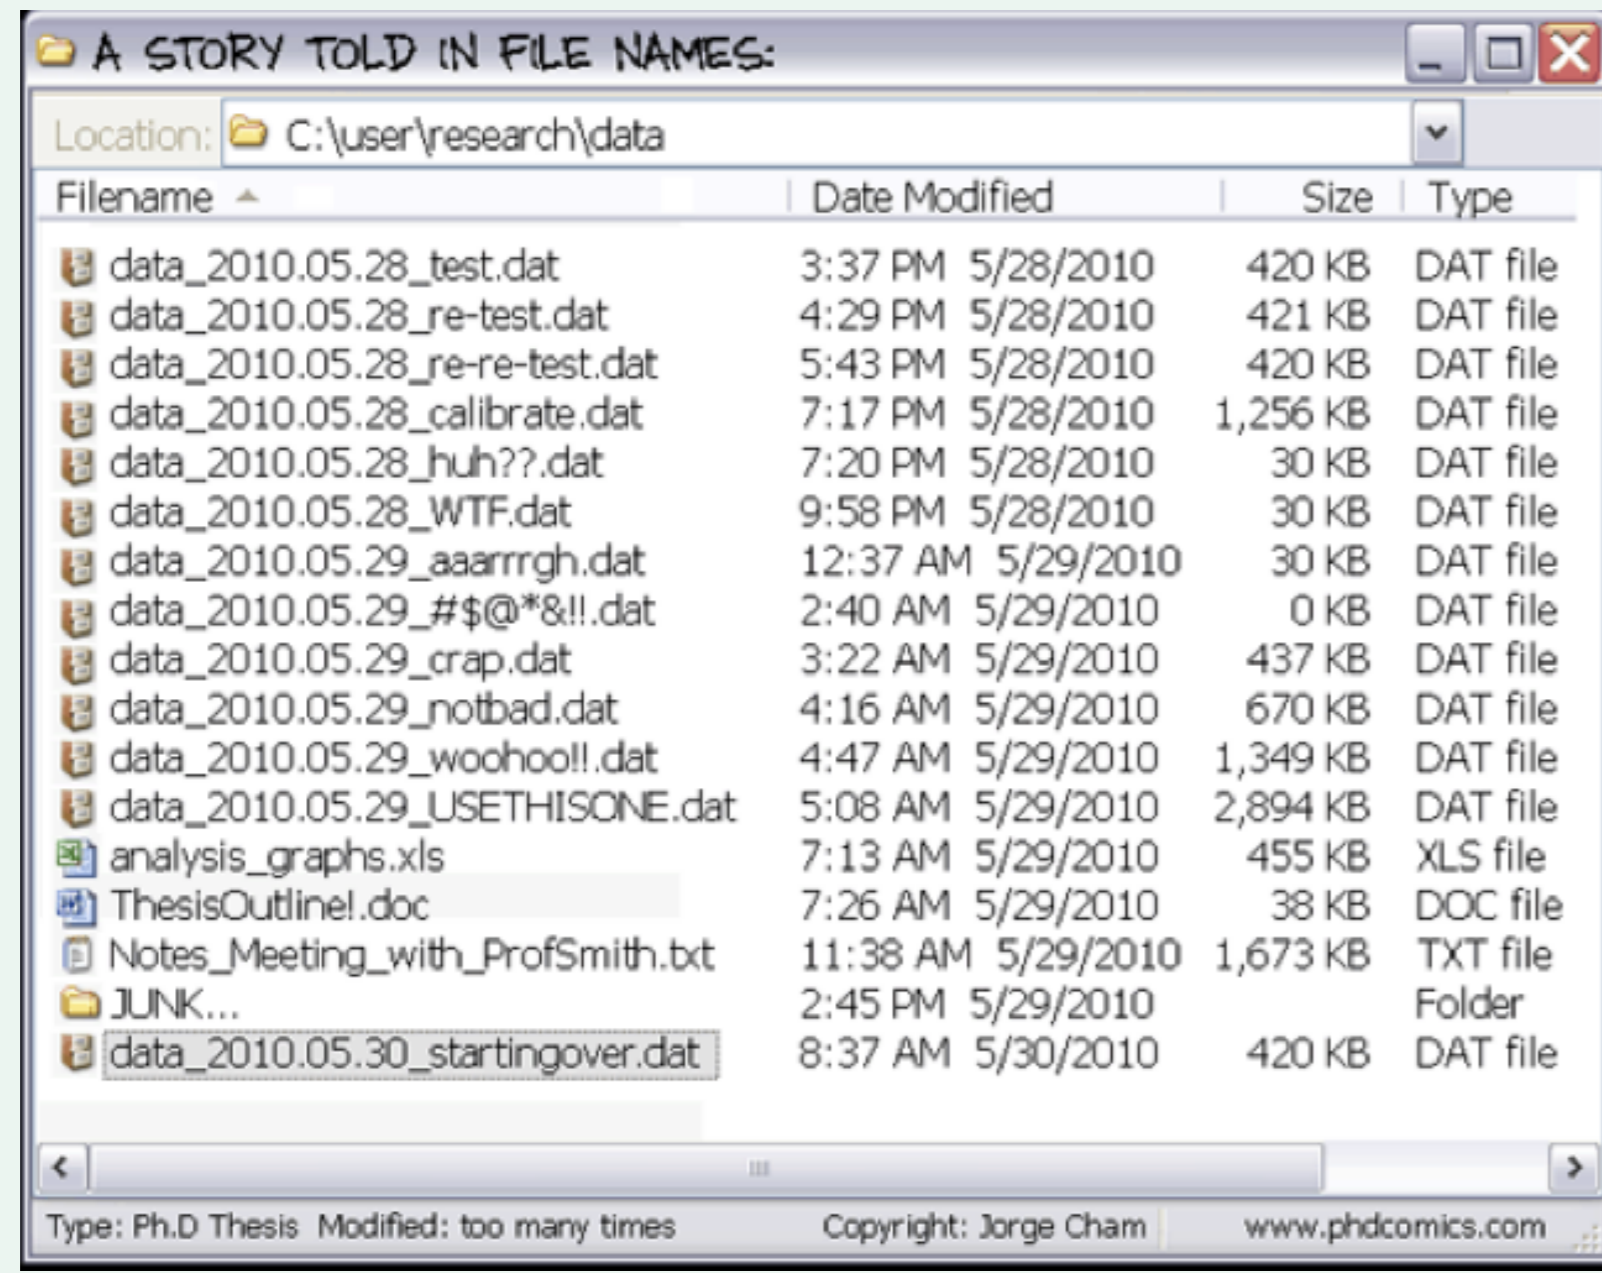 A STORY TOLD IN FILE NAMES:
Location: C:\user\research\data
Filename Date Modified Size Type
data_2010.05.28_test.dat 3:37 PM 5/28/2010 420 KB DAT file
data_2010.05.28_re-test.dat 4:29 PM 5/28/2010 421 KB DAT file
data_2010.05.28_re-re-test.dat 5:43 PM 5/28/2010 420 KB DAT file
data_2010.05.28_calibrate.dat 7:17 PM 5/28/2010 1,256 KB DAT file
data_2010.05.28_huh??.dat 7:20 PM 5/28/2010 30 KB DAT file
data_2010.05.28_WTF.dat 9:58 PM 5/28/2010 30 KB DAT file
data_2010.05.29_aaarrrgh.dat 12:37 AM 5/29/2010 30 KB DAT file
data_2010.05.29_#$@*&!!.dat 2:40 AM 5/29/2010 0 KB DAT file
data_2010.05.29_crap.dat 3:22 AM 5/29/2010 437 KB DAT file
data_2010.05.29_notbad.dat 4:16 AM 5/29/2010 670 KB DAT file
data_2010.05.29_woohoo!!.dat 4:47 AM 5/29/2010 1,349 KB DAT file
data_2010.05.29_USETHISONE.dat 5:08 AM 5/29/2010 2,894 KB DAT file
analysis_graphs.xls 7:13 AM 5/29/2010 455 KB XLS file
ThesisOutline!.doc 7:26 AM 5/29/2010 38 KB DOC file
Notes_Meeting_with_ProfSmith.txt 11:38 AM 5/29/2010 1,673 KB TXT file
JUNK... 2:45 PM 5/29/2010 Folder
data_2010.05.30_startingover.dat 8:37 AM 5/30/2010 420 KB DAT file
Type: Ph.D Thesis Modified: too many times Copyright: Jorge Cham www.phdcomics.com